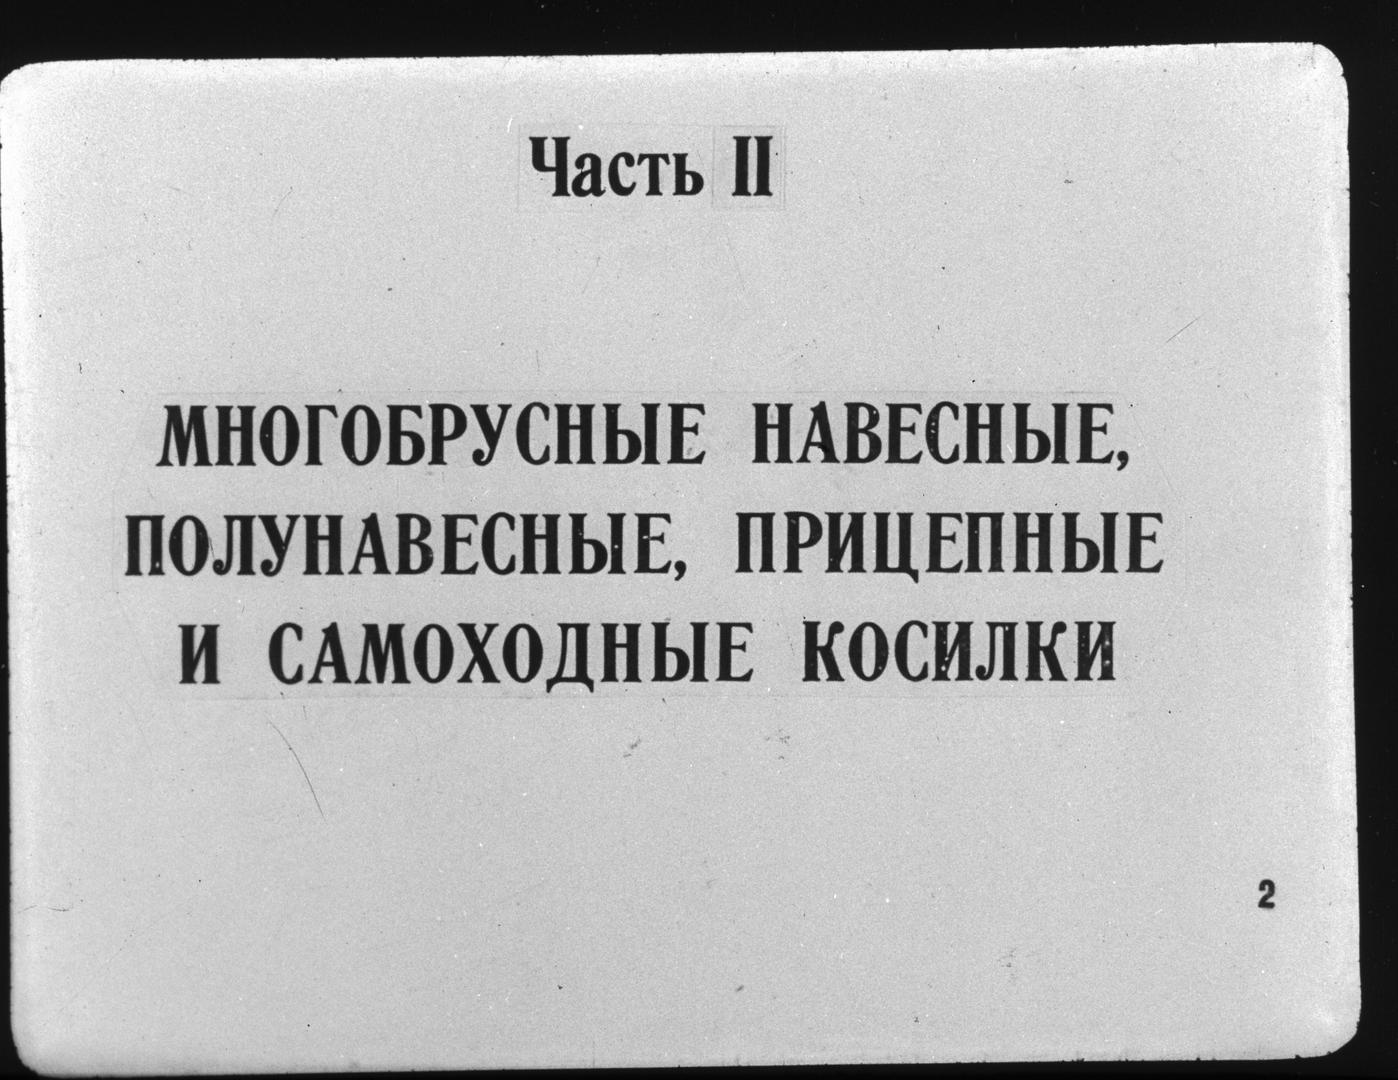 Часть II
МНОГОБРУСНЫЕ НАВЕСНЫЕ,
ПОЛУНАВЕСНЫЕ, ПРИЦЕПНЫЕ
И САМОХОДНЫЕ КОСИЛКИ
2